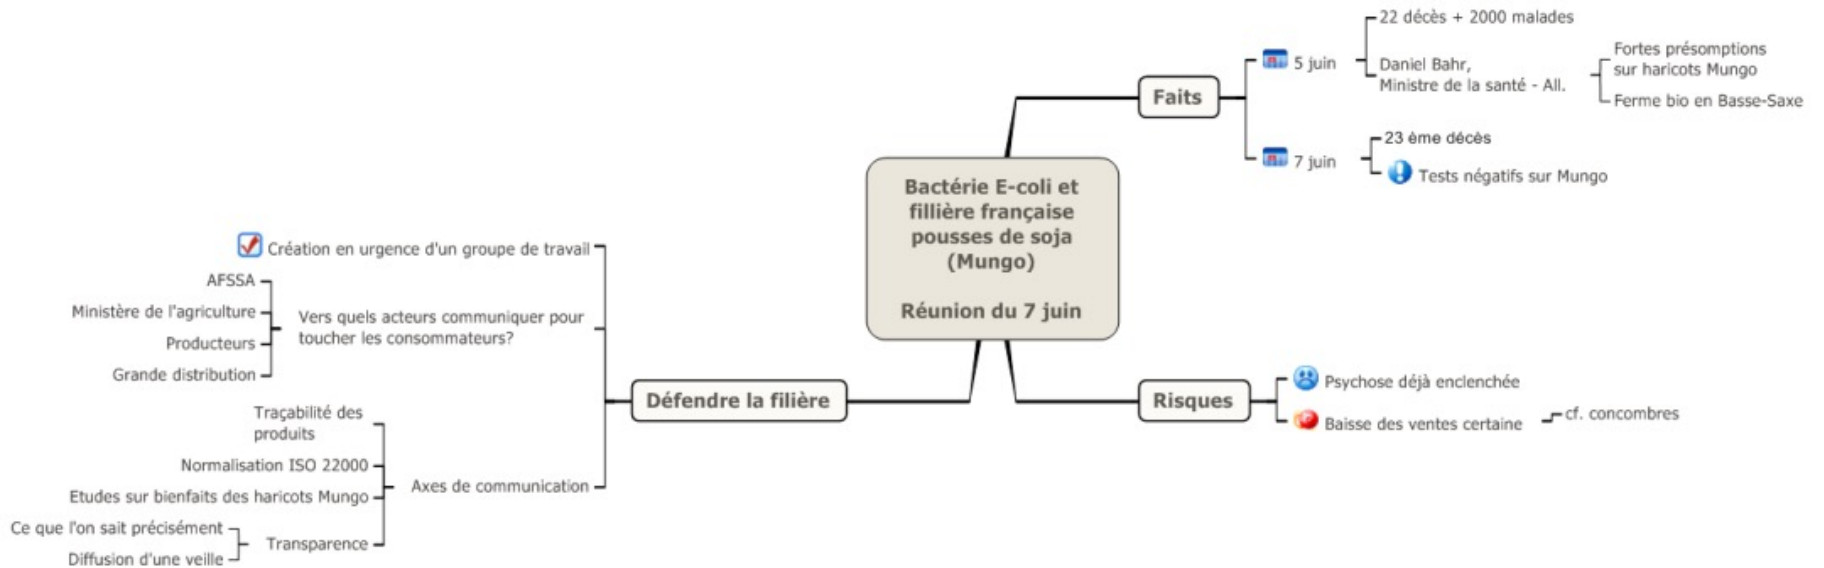 Bactérie E-coli et
fillière française
pousses de soja
(Mungo)
Réunion du 7 juin
Faits
5 juin
22 décès + 2000 malades
Daniel Bahr,
Ministre de la santé - All.
Fortes présomptions
sur haricots Mungo
Ferme bio en Basse-Saxe
7 juin
23 ème décès
Tests négatifs sur Mungo
Risques
Psychose déjà enclenchée
Baisse des ventes certaine
cf. concombres
Défendre la filière
Création en urgence d'un groupe de travail
Vers quels acteurs communiquer pour
toucher les consommateurs?
AFSSA
Ministère de l'agriculture
Producteurs
Grande distribution
Axes de communication
Traçabilité des
produits
Normalisation ISO 22000
Etudes sur bienfaits des haricots Mungo
Transparence
Ce que l'on sait précisément
Diffusion d'une veille